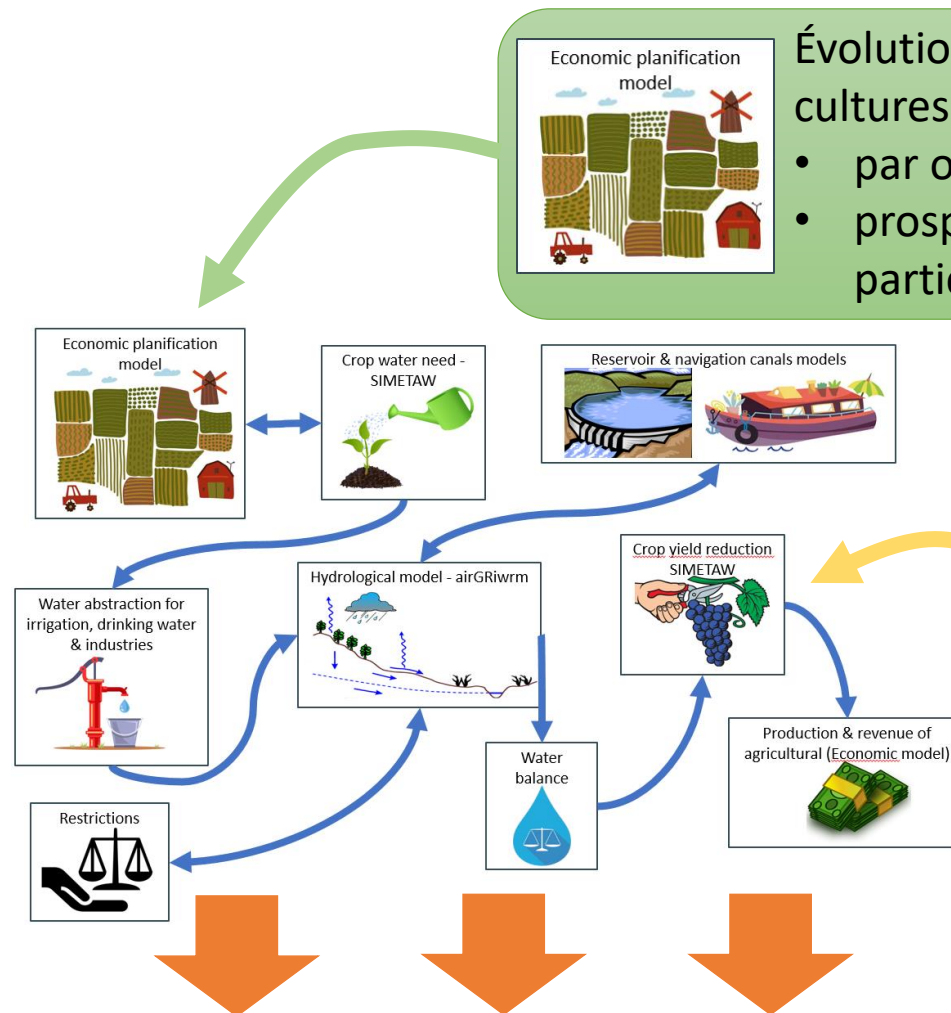 Economic planification
model
Évolutio
cultures
• par o
• prosp
partic
Economic planification
model
Crop water need -
SIMETAW
Reservoir & navigation canals models
Water abstraction for
irrigation, drinking water
& industries
Hydrological model - airGRiwrm
Crop yield reduction
SIMETAW
Restrictions
Water
balance
Production & revenue of
agricultural (Economic model)